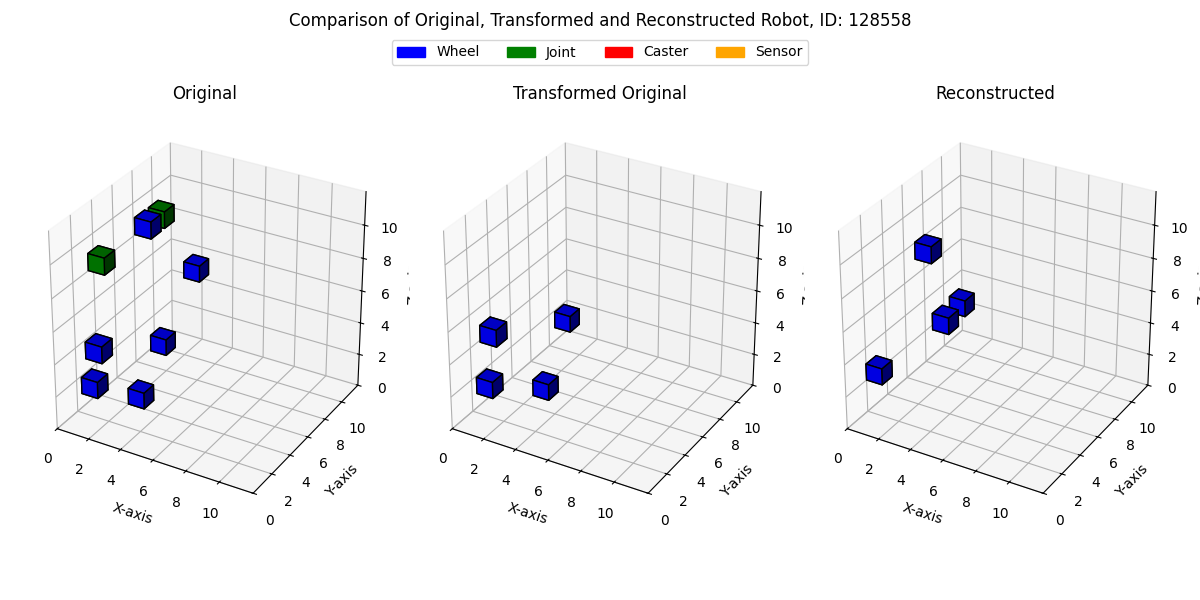 Comparison of Original, Transformed and Reconstructed Robot, ID: 128558
Wheel Joint Caster Sensor
Original Transformed Original Reconstructed
10 10 10
8 8 8
6 6 6
4 4 4
2 2 2
0 0 0
10 10 10
8 8 8
6 6 6
4 4 4
2 2 2
0 0 0
0 2 4 6 8 10 0 2 4 6 8 10 0 2 4 6 8 10
X-axis Y-axis X-axis Y-axis X-axis Y-axis